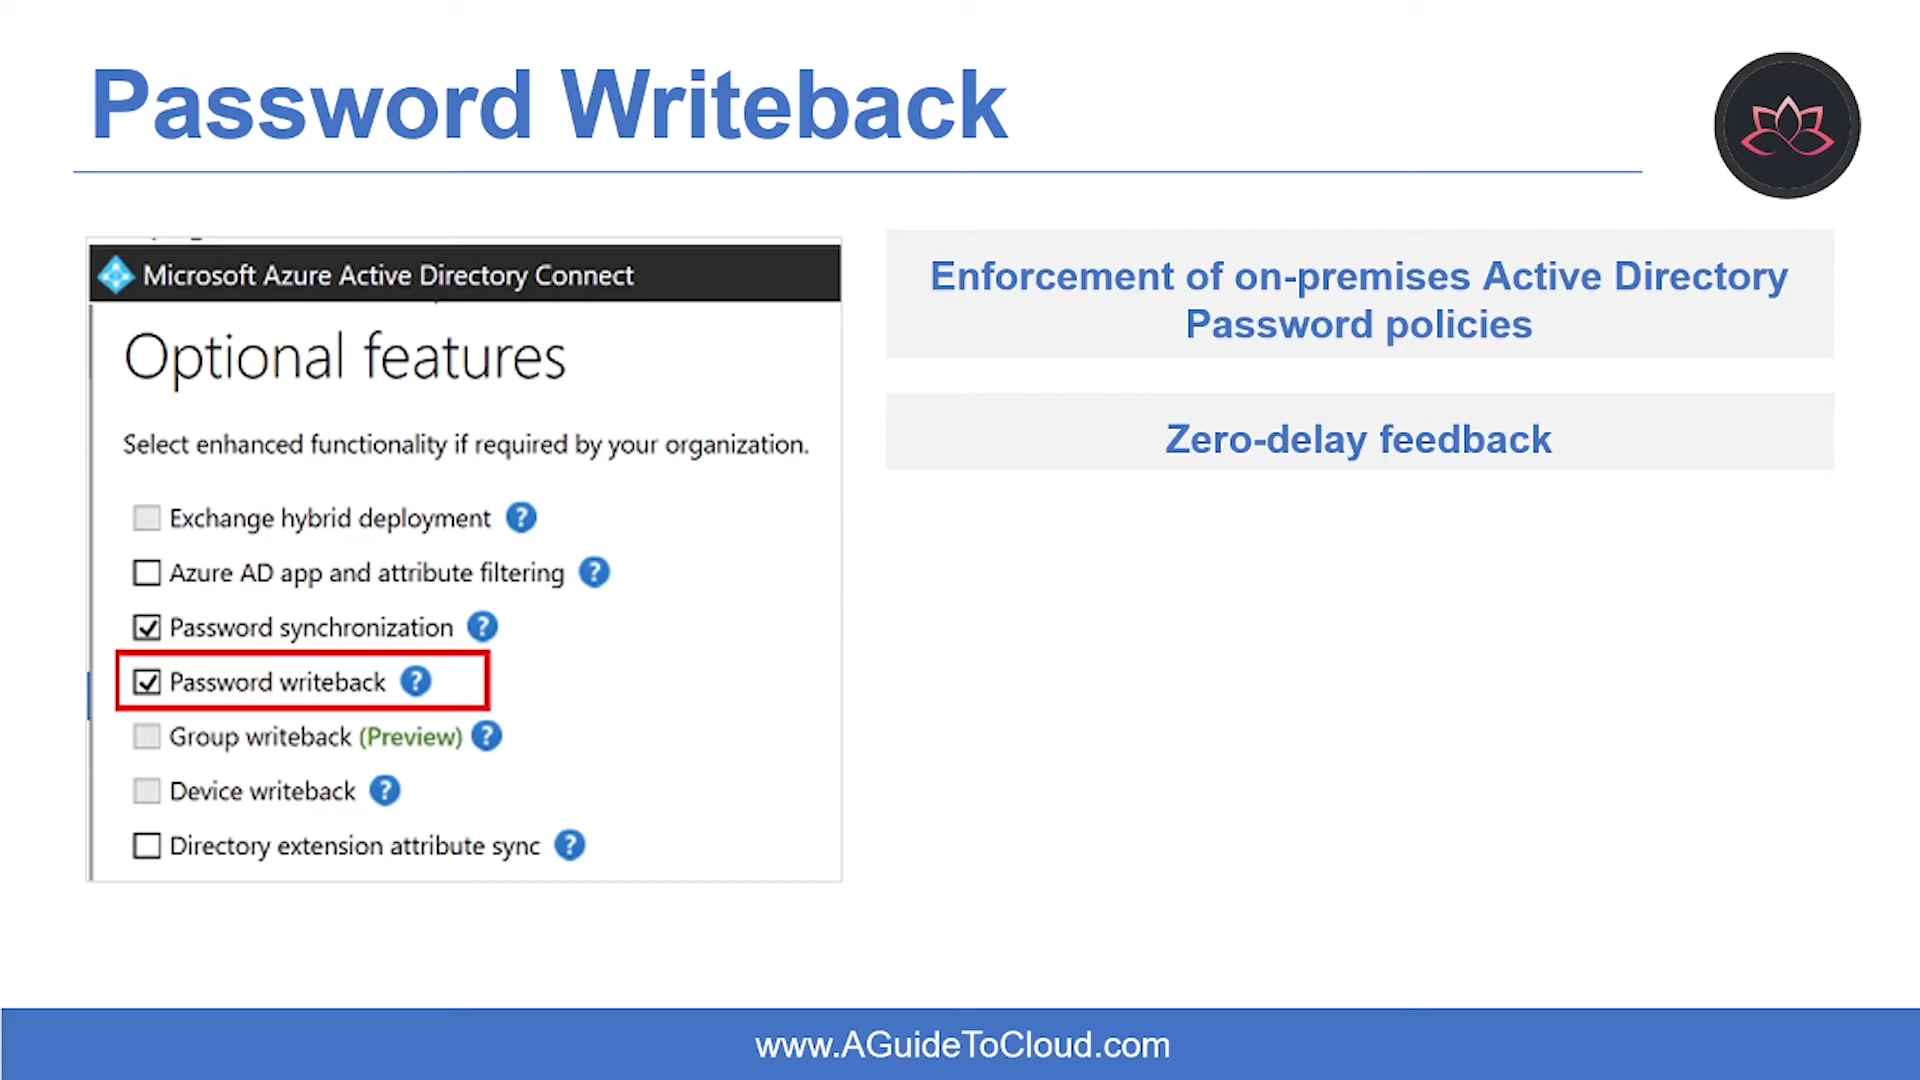 Password Writeback
Microsoft Azure Active Directory Connect
Optional features
Select enhanced functionality if required by your organization.
Exchange hybrid deployment ?
Azure AD app and attribute filtering ?
Password synchronization ?
Password writeback ?
Group writeback (Preview) ?
Device writeback ?
Directory extension attribute sync ?
Enforcement of on-premises Active Directory
Password policies
Zero-delay feedback
www.AGuideToCloud.com